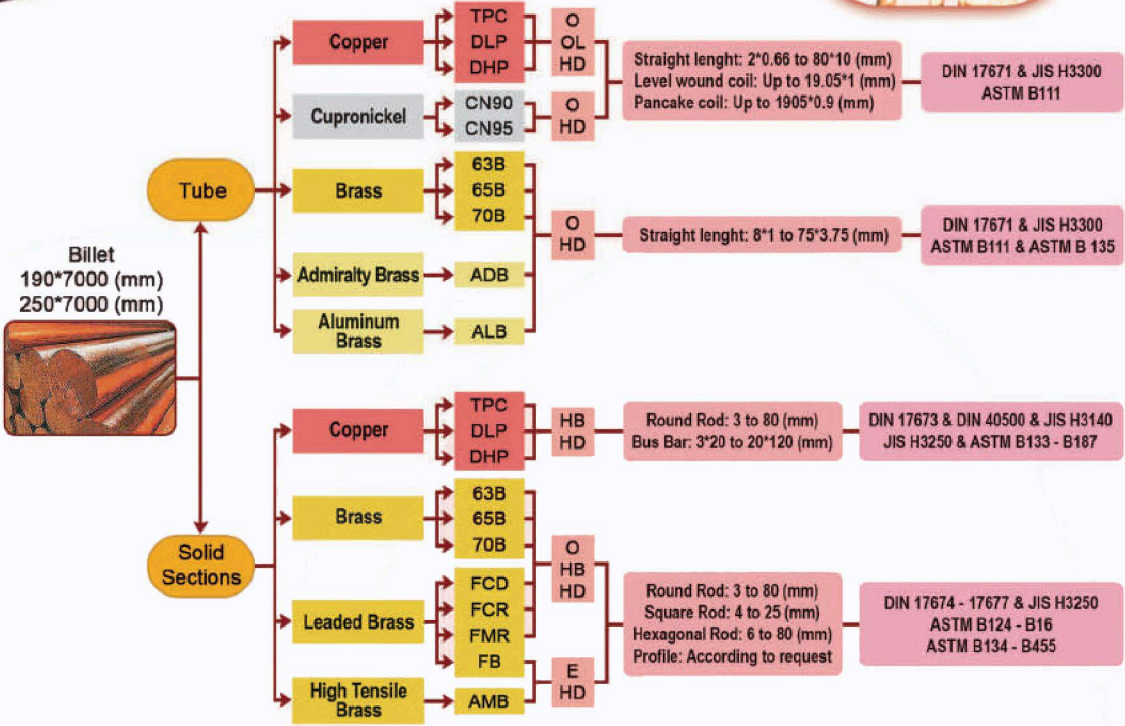 Billet
190*7000 (mm)
250*7000 (mm)
Tube
Copper
TPC
DLP
DHP
O
OL
HD
Cupronickel
CN90
CN95
O
HD
Straight lenght: 2*0.66 to 80*10 (mm)
Level wound coil: Up to 19.05*1 (mm)
Pancake coil: Up to 1905*0.9 (mm)
DIN 17671 & JIS H3300
ASTM B111
Brass
63B
65B
70B
Admiralty Brass
ADB
Aluminum
Brass
ALB
O
HD
Straight lenght: 8*1 to 75*3.75 (mm)
DIN 17671 & JIS H3300
ASTM B111 & ASTM B 135
Solid
Sections
Copper
TPC
DLP
DHP
HB
HD
Round Rod: 3 to 80 (mm)
Bus Bar: 3*20 to 20*120 (mm)
DIN 17673 & DIN 40500 & JIS H3140
JIS H3250 & ASTM B133 - B187
Brass
63B
65B
70B
Leaded Brass
FCD
FCR
FMR
FB
High Tensile
Brass
AMB
O
HB
HD
E
HD
Round Rod: 3 to 80 (mm)
Square Rod: 4 to 25 (mm)
Hexagonal Rod: 6 to 80 (mm)
Profile: According to request
DIN 17674 - 17677 & JIS H3250
ASTM B124 - B16
ASTM B134 - B455